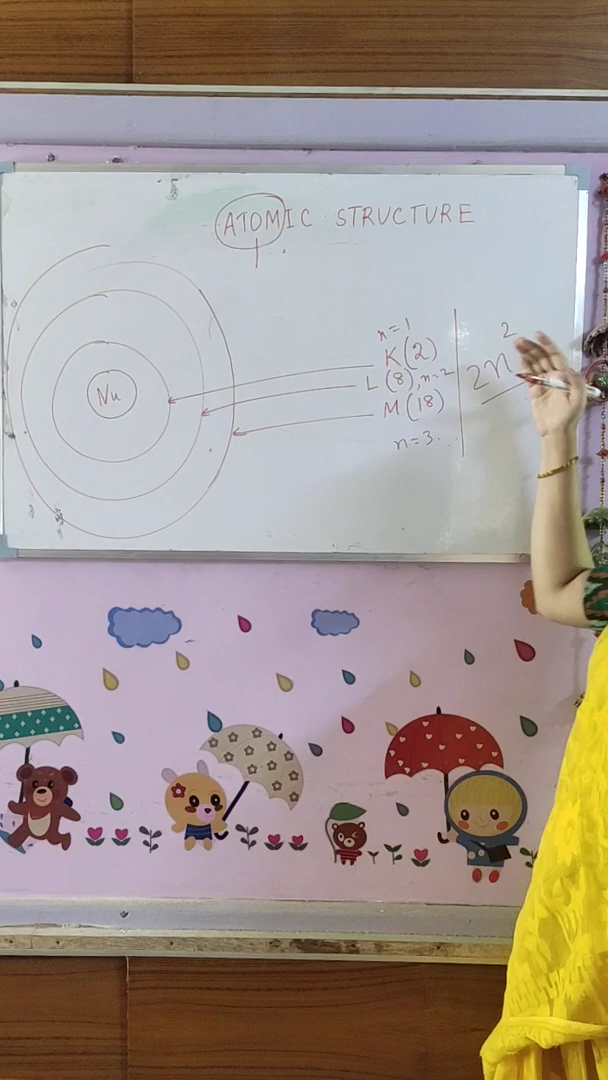 ATOMIC STRUCTURE
Nu
n=1
K(2)
L(8), n=2
M(18)
n=3..
2n²